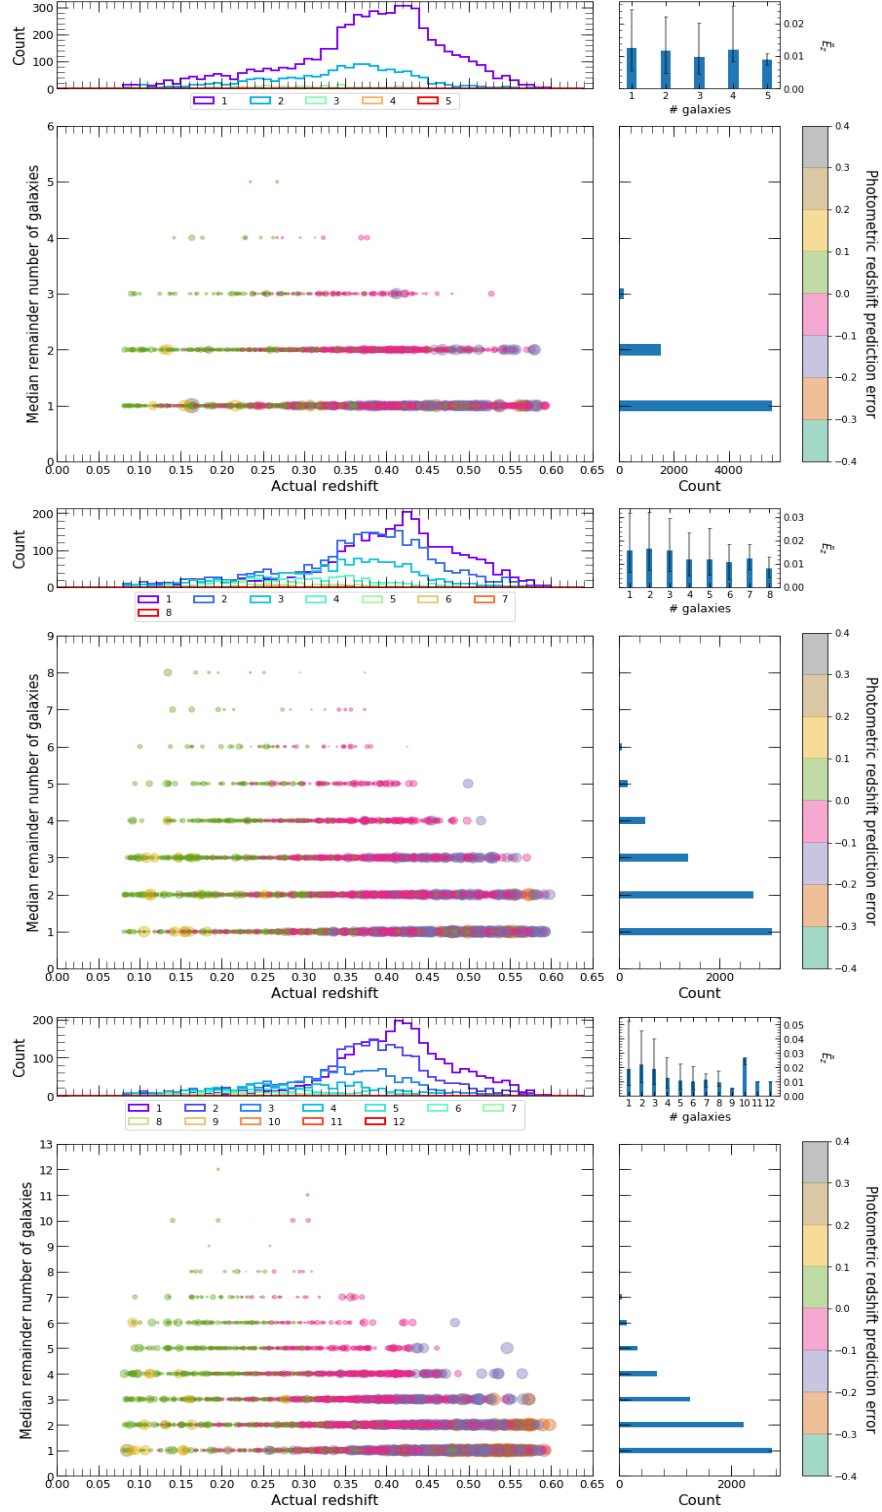 300
200
100
0
Count
1 2 3 4 5
0.02
0.01
0.00
Ẽz
1 2 3 4 5
# galaxies
6
5
4
3
2
1
0
Median remainder number of galaxies
0.00 0.05 0.10 0.15 0.20 0.25 0.30 0.35 0.40 0.45 0.50 0.55 0.60 0.65
Actual redshift
0 2000 4000
Count
0.4
0.3
0.2
0.1
0.0
−0.1
−0.2
−0.3
−0.4
Photometric redshift prediction error
200
100
0
Count
1 2 3 4 5 6 7
8
0.03
0.02
0.01
0.00
Ẽz
1 2 3 4 5 6 7 8
# galaxies
9
8
7
6
5
4
3
2
1
0
Median remainder number of galaxies
0.00 0.05 0.10 0.15 0.20 0.25 0.30 0.35 0.40 0.45 0.50 0.55 0.60 0.65
Actual redshift
0 2000
Count
0.4
0.3
0.2
0.1
0.0
−0.1
−0.2
−0.3
−0.4
Photometric redshift prediction error
200
100
0
Count
1 2 3 4 5 6 7
8 9 10 11 12
0.05
0.04
0.03
0.02
0.01
0.00
Ẽz
1 2 3 4 5 6 7 8 9 10 11 12
# galaxies
13
12
11
10
9
8
7
6
5
4
3
2
1
0
Median remainder number of galaxies
0.00 0.05 0.10 0.15 0.20 0.25 0.30 0.35 0.40 0.45 0.50 0.55 0.60 0.65
Actual redshift
0 2000
Count
0.4
0.3
0.2
0.1
0.0
−0.1
−0.2
−0.3
−0.4
Photometric redshift prediction error